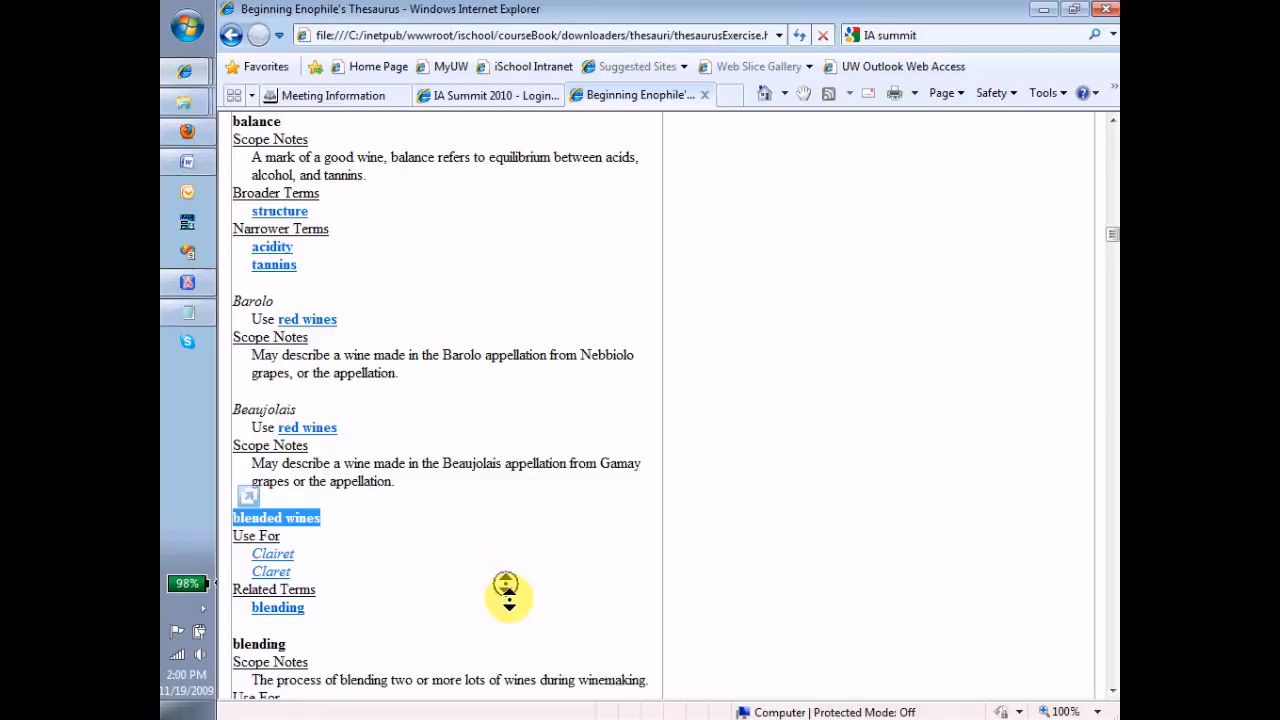 Beginning Enophile's Thesaurus - Windows Internet Explorer
file:///C:/inetpub/wwwroot/ischool/courseBook/downloaders/thesauri/thesaurusExercise.h
IA summit
Favorites
Home Page
MyUW
iSchool Intranet
Suggested Sites
Web Slice Gallery
UW Outlook Web Access
Meeting Information
IA Summit 2010 - Login...
Beginning Enophile'...
Page
Safety
Tools
balance
Scope Notes
A mark of a good wine, balance refers to equilibrium between acids,
alcohol, and tannins.
Broader Terms
structure
Narrower Terms
acidity
tannins
Barolo
Use red wines
Scope Notes
May describe a wine made in the Barolo appellation from Nebbiolo
grapes, or the appellation.
Beaujolais
Use red wines
Scope Notes
May describe a wine made in the Beaujolais appellation from Gamay
grapes or the appellation.
blended wines
Use For
Clairet
Claret
Related Terms
blending
blending
Scope Notes
The process of blending two or more lots of wines during winemaking.
Use For
98%
2:00 PM
11/19/2009
Computer | Protected Mode: Off
100%